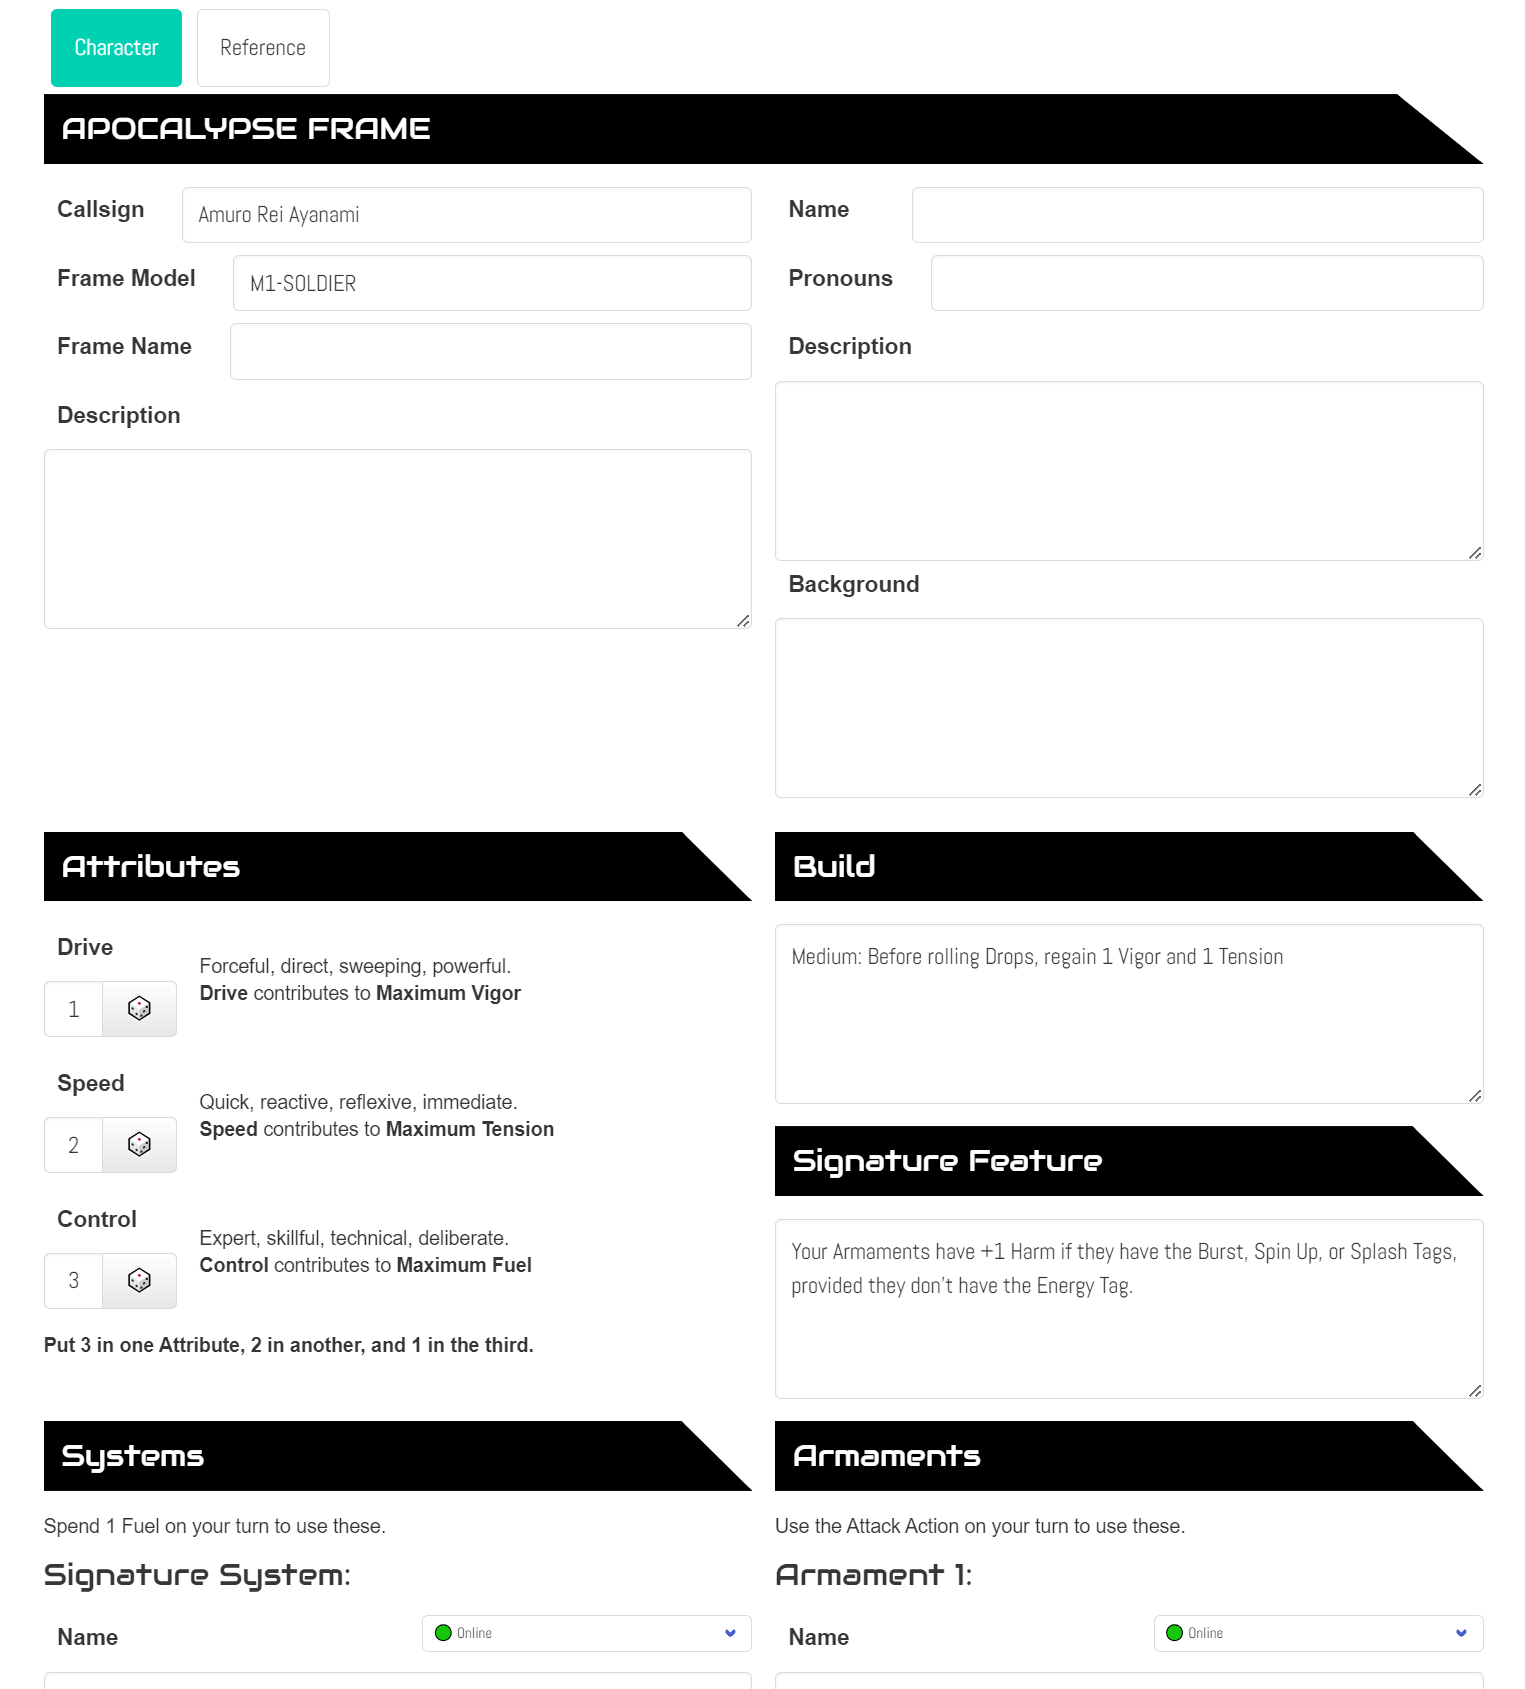 Character
Reference
APOCALYPSE FRAME
Callsign
Amuro Rei Ayanami
Frame Model
M1-SOLDIER
Frame Name
Description
Name
Pronouns
Description
Background
Attributes
Drive
1
Forceful, direct, sweeping, powerful.
Drive contributes to Maximum Vigor
Speed
2
Quick, reactive, reflexive, immediate.
Speed contributes to Maximum Tension
Control
3
Expert, skillful, technical, deliberate.
Control contributes to Maximum Fuel
Put 3 in one Attribute, 2 in another, and 1 in the third.
Build
Medium: Before rolling Drops, regain 1 Vigor and 1 Tension
Signature Feature
Your Armaments have +1 Harm if they have the Burst, Spin Up, or Splash Tags,
provided they don't have the Energy Tag.
Systems
Spend 1 Fuel on your turn to use these.
Signature System:
Name
Online
Armaments
Use the Attack Action on your turn to use these.
Armament 1:
Name
Online